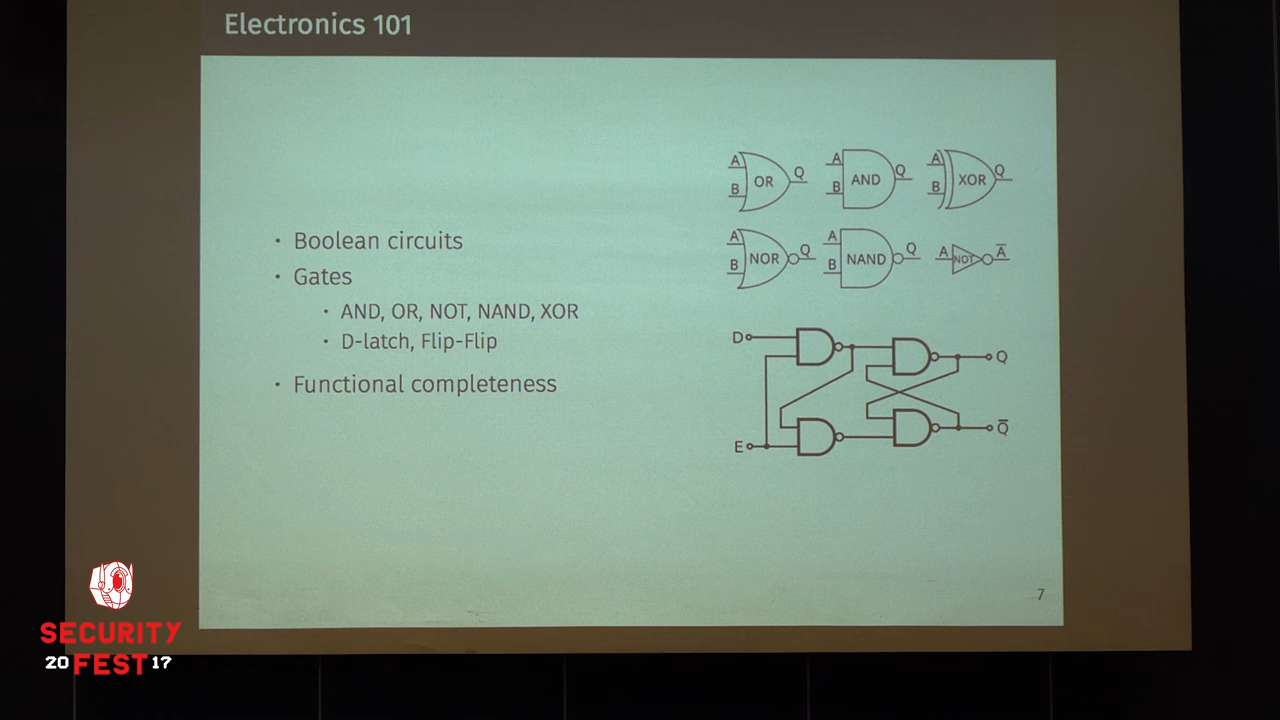 Electronics 101
· Boolean circuits
· Gates
· AND, OR, NOT, NAND, XOR
· D-latch, Flip-Flip
· Functional completeness
A B OR Q
A B AND Q
A B XOR Q
A B NOR Q
A B NAND Q
A NOT A̅
D
Q
E
Q̅
7
SECURITY
20 FEST 17